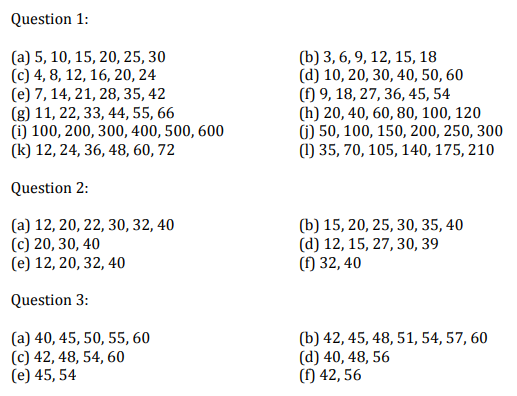 Question 1:
(a) 5, 10, 15, 20, 25, 30 (b) 3, 6, 9, 12, 15, 18
(c) 4, 8, 12, 16, 20, 24 (d) 10, 20, 30, 40, 50, 60
(e) 7, 14, 21, 28, 35, 42 (f) 9, 18, 27, 36, 45, 54
(g) 11, 22, 33, 44, 55, 66 (h) 20, 40, 60, 80, 100, 120
(i) 100, 200, 300, 400, 500, 600 (j) 50, 100, 150, 200, 250, 300
(k) 12, 24, 36, 48, 60, 72 (l) 35, 70, 105, 140, 175, 210
Question 2:
(a) 12, 20, 22, 30, 32, 40 (b) 15, 20, 25, 30, 35, 40
(c) 20, 30, 40 (d) 12, 15, 27, 30, 39
(e) 12, 20, 32, 40 (f) 32, 40
Question 3:
(a) 40, 45, 50, 55, 60 (b) 42, 45, 48, 51, 54, 57, 60
(c) 42, 48, 54, 60 (d) 40, 48, 56
(e) 45, 54 (f) 42, 56